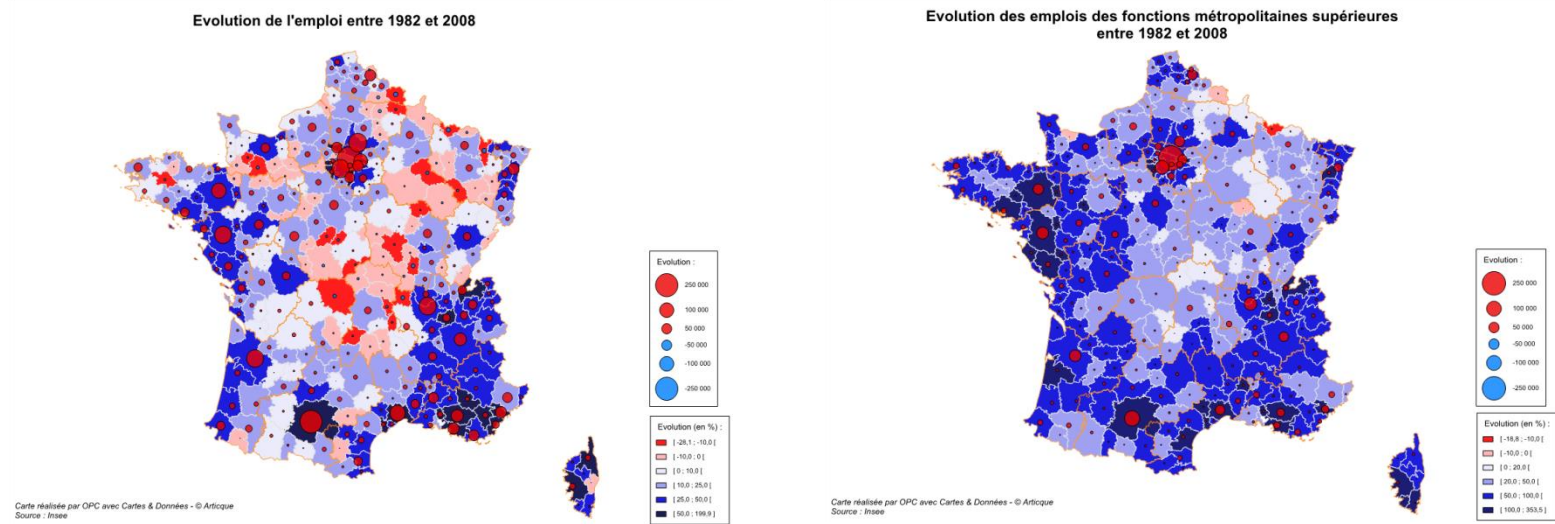 Evolution de l'emploi entre 1982 et 2008
Evolution :
250 000
100 000
50 000
-50 000
-100 000
-250 000
Evolution (en %) :
[ -28,1 ; -10,0 [
[ -10,0 ; 0 [
[ 0 ; 10,0 [
[ 10,0 ; 25,0 [
[ 25,0 ; 50,0 [
[ 50,0 ; 199,9 ]
Carte réalisée par OPC avec Cartes & Données - © Articque
Source : Insee
Evolution des emplois des fonctions métropolitaines supérieures
entre 1982 et 2008
Evolution :
250 000
100 000
50 000
-50 000
-100 000
-250 000
Evolution (en %) :
[ -16,8 ; -10,0 [
[ -10,0 ; 0 [
[ 0 ; 20,0 [
[ 20,0 ; 50,0 [
[ 50,0 ; 100,0 [
[ 100,0 ; 353,5 ]
Carte réalisée par OPC avec Cartes & Données - © Articque
Source : Insee